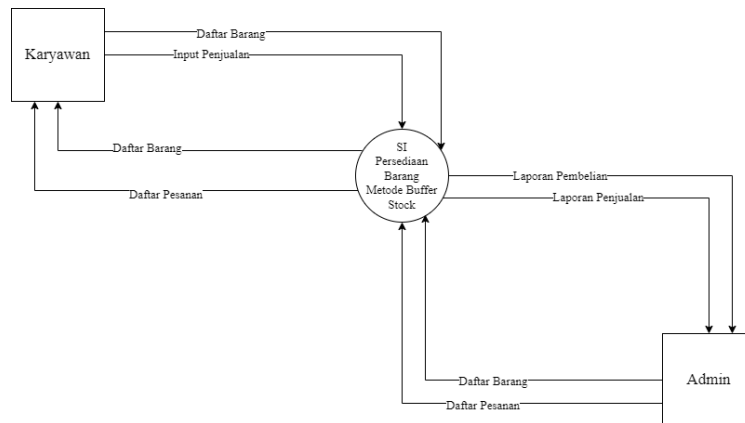 Karyawan
Daftar Barang
Input Penjualan
Daftar Barang
Daftar Pesanan
SI
Persediaan
Barang
Metode Buffer
Stock
Laporan Pembelian
Laporan Penjualan
Daftar Barang
Daftar Pesanan
Admin